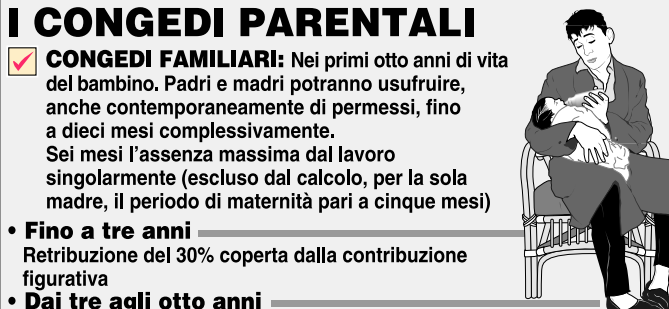 I CONGEDI PARENTALI
CONGEDI FAMILIARI: Nei primi otto anni di vita
del bambino. Padri e madri potranno usufruire,
anche contemporaneamente di permessi, fino
a dieci mesi complessivamente.
Sei mesi l'assenza massima dal lavoro
singolarmente (escluso dal calcolo, per la sola
madre, il periodo di maternità pari a cinque mesi)
• Fino a tre anni
Retribuzione del 30% coperta dalla contribuzione
figurativa
• Dai tre agli otto anni